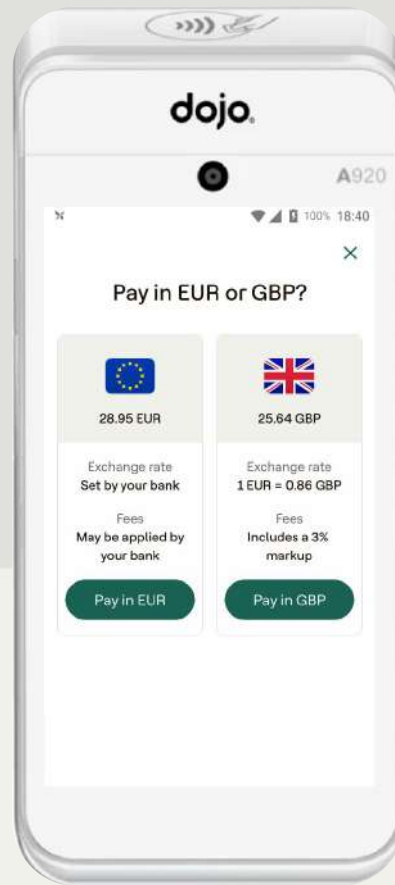 dojo
A920
100% 18:40
Pay in EUR or GBP?
28.95 EUR
25.64 GBP
Exchange rate
Set by your bank
Fees
May be applied by
your bank
Pay in EUR
Exchange rate
1 EUR = 0.86 GBP
Fees
Includes a 3%
markup
Pay in GBP